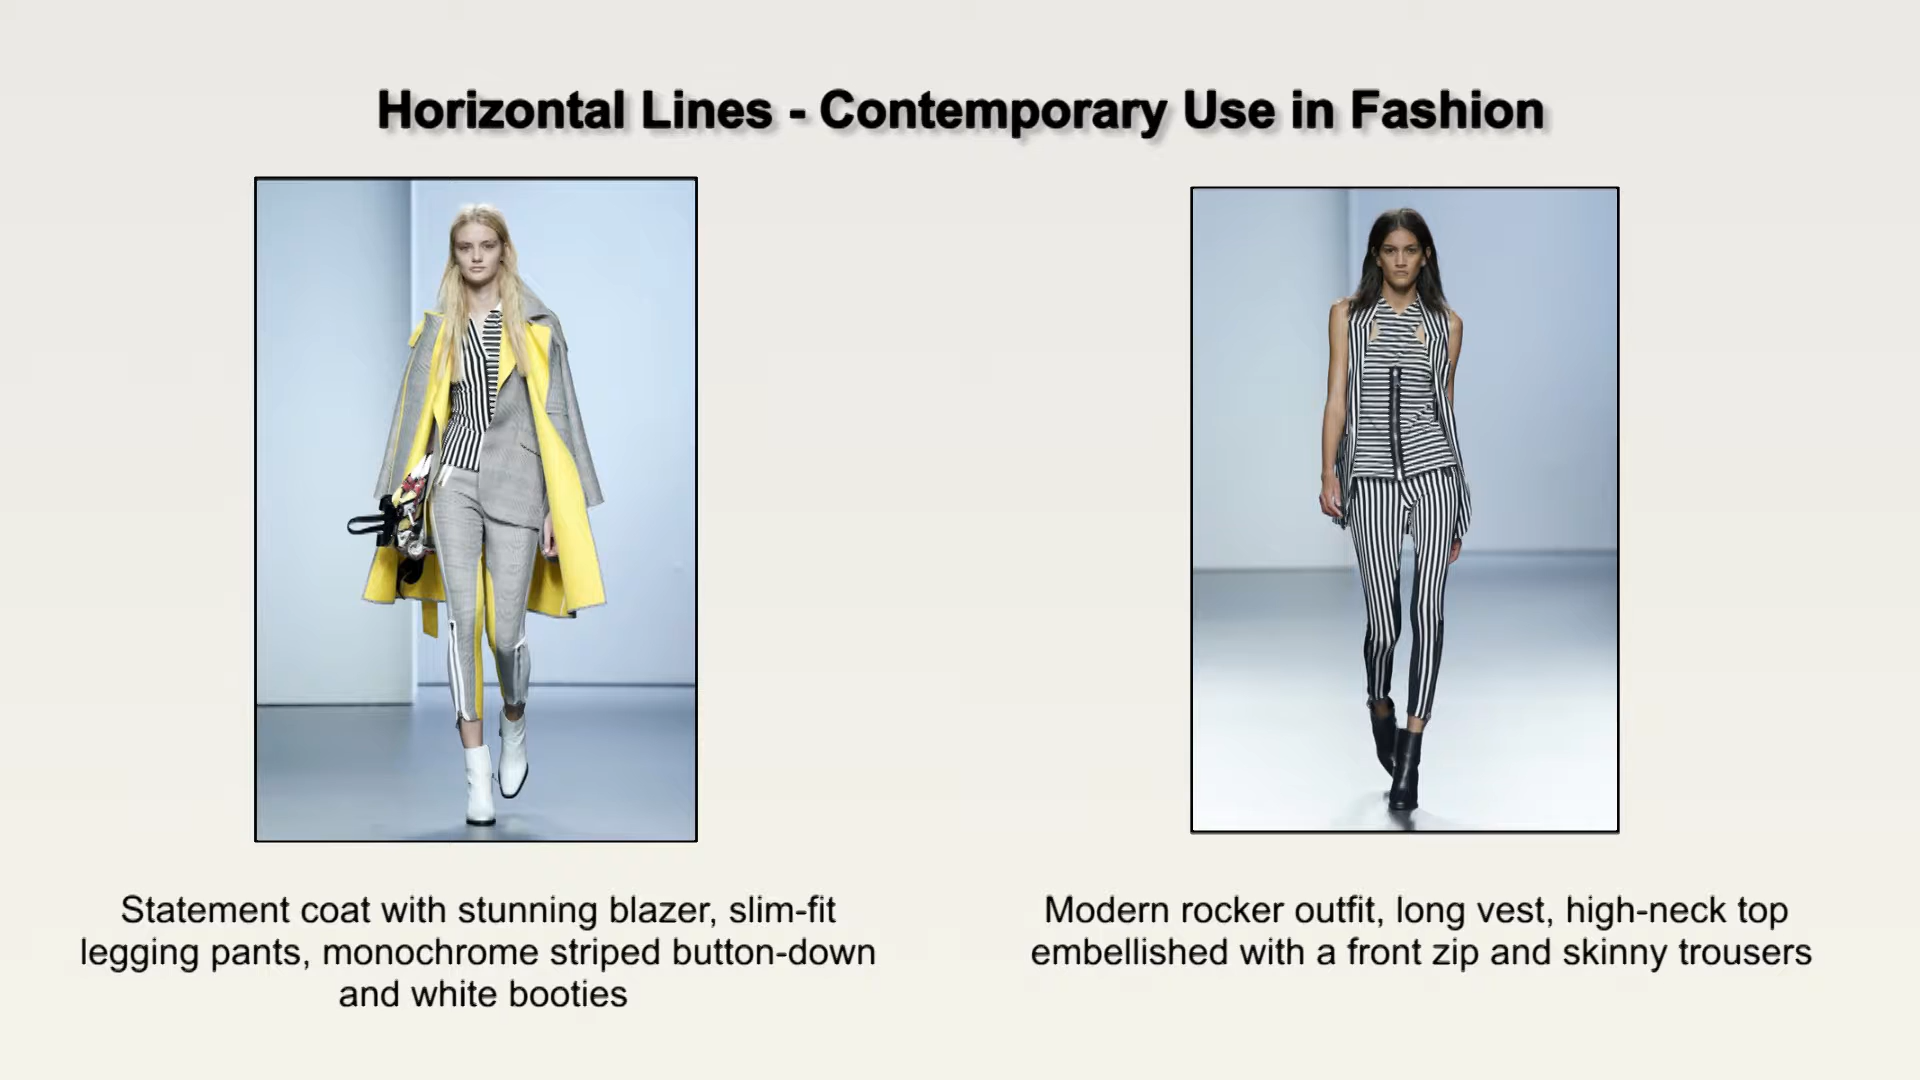 Horizontal Lines - Contemporary Use in Fashion
Statement coat with stunning blazer, slim-fit
legging pants, monochrome striped button-down
and white booties
Modern rocker outfit, long vest, high-neck top
embellished with a front zip and skinny trousers